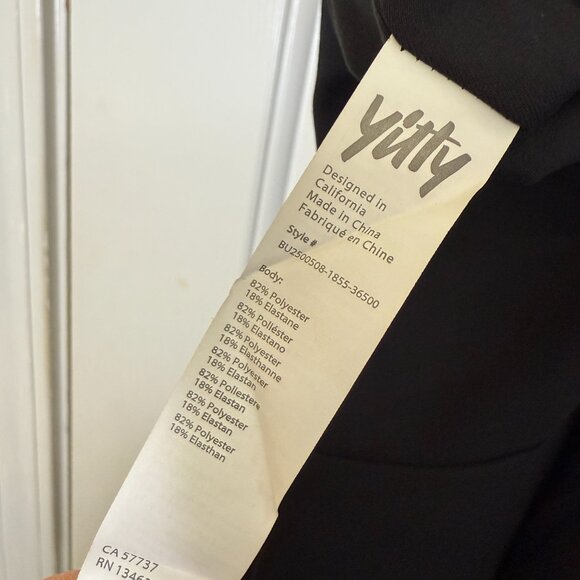 yitty
Designed in
California
Made in China
Fabriqué en Chine
Style #
BU2500508-1855-36500
Body:
82% Polyester
18% Elastane
82% Poliéster
18% Elastano
82% Polyester
18% Elasthanne
82% Polyester
18% Elastan
82% Poliestere
18% Elastan
82% Polyester
18% Elastan
82% Polyester
18% Elasthan
CA 57737
RN